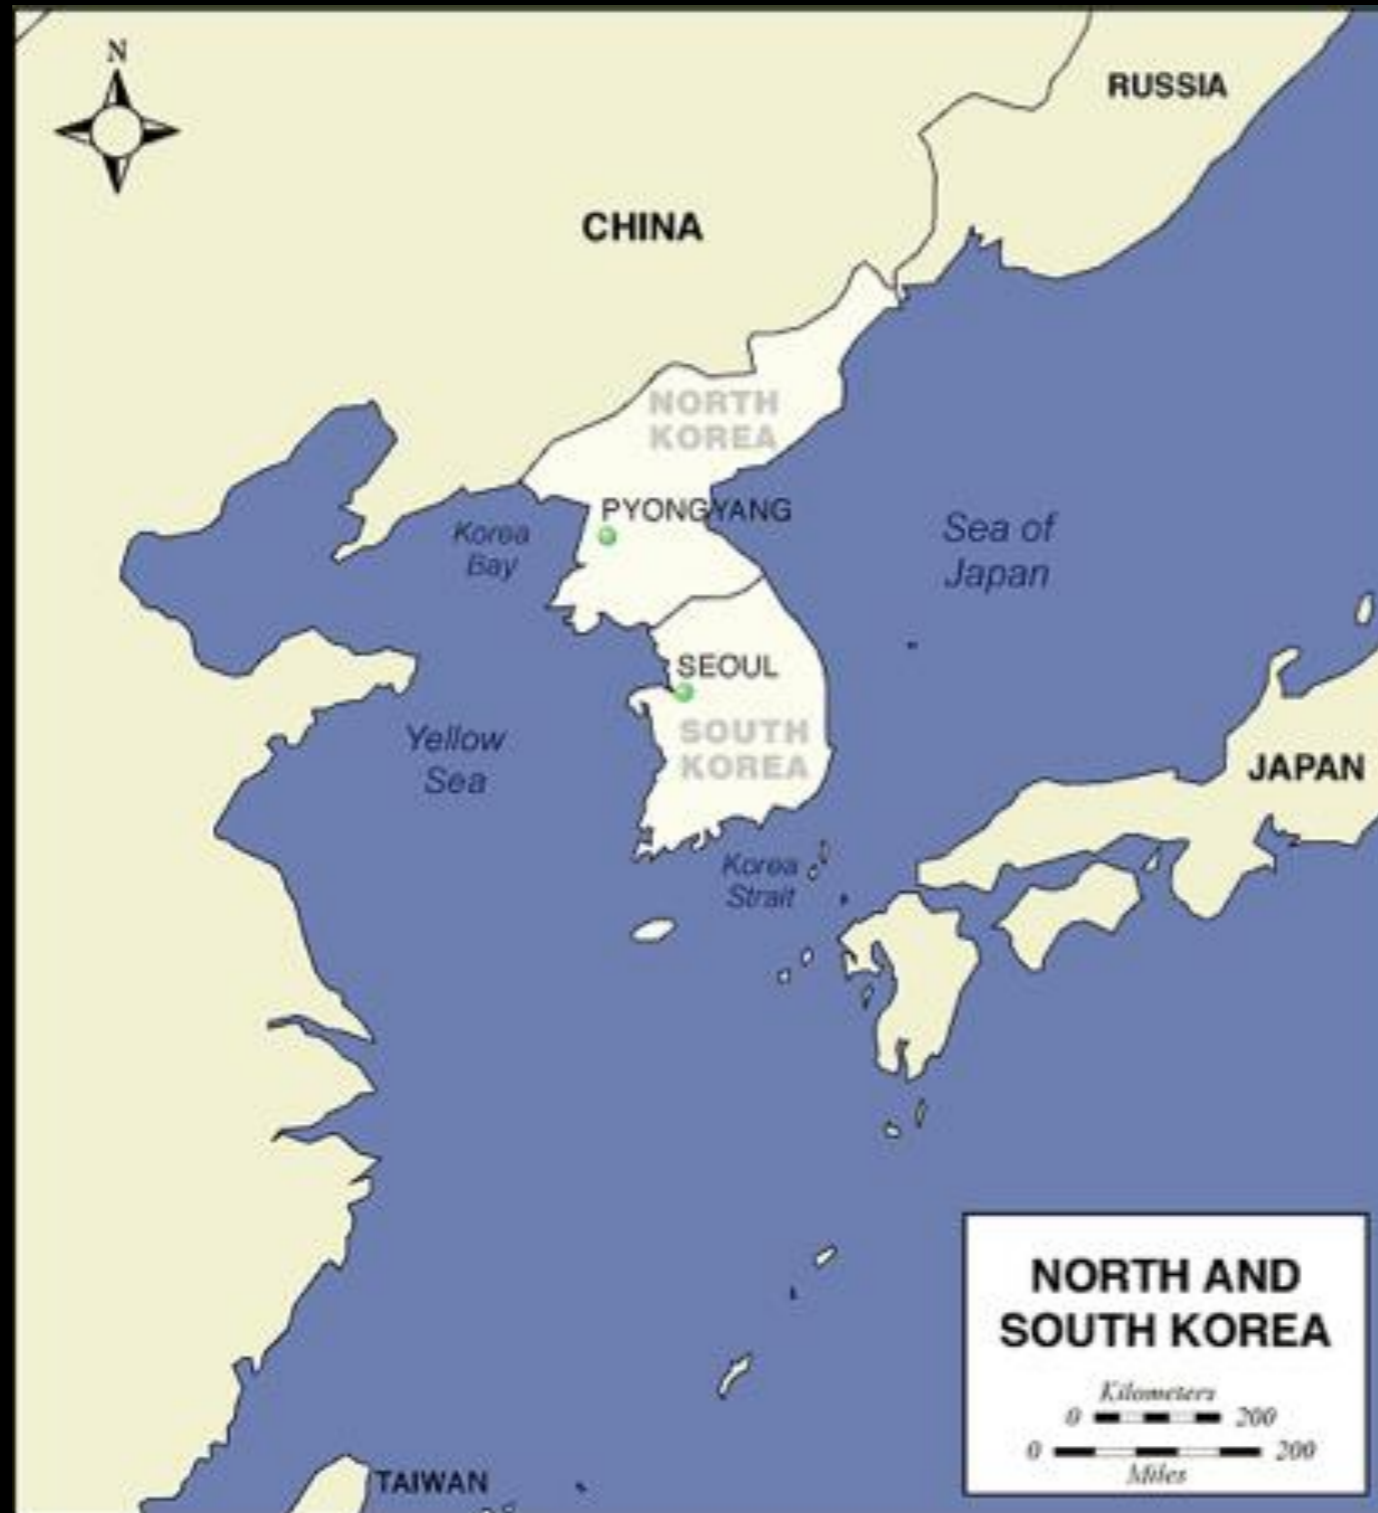 N
RUSSIA
CHINA
NORTH
KOREA
PYONGYANG
Korea
Bay
Sea of
Japan
SEOUL
SOUTH
KOREA
Yellow
Sea
JAPAN
Korea
Strait
NORTH AND
SOUTH KOREA
Kilometers
0 200
0 200
Miles
TAIWAN